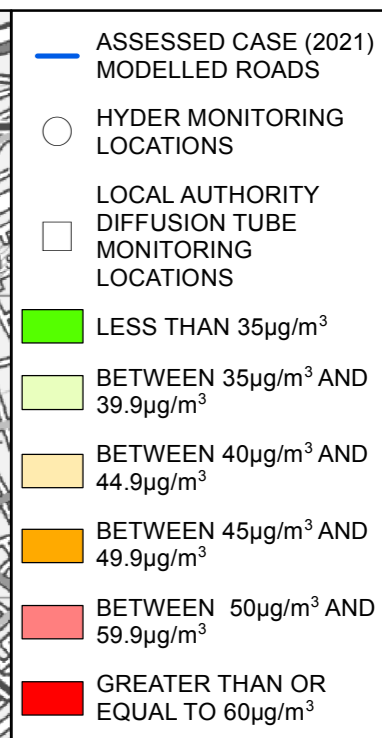 ASSESSED CASE (2021)
MODELLED ROADS
HYDER MONITORING
LOCATIONS
LOCAL AUTHORITY
DIFFUSION TUBE
MONITORING
LOCATIONS
LESS THAN 35µg/m³
BETWEEN 35µg/m³ AND
39.9µg/m³
BETWEEN 40µg/m³ AND
44.9µg/m³
BETWEEN 45µg/m³ AND
49.9µg/m³
BETWEEN  50µg/m³ AND
59.9µg/m³
GREATER THAN OR
EQUAL TO 60µg/m³